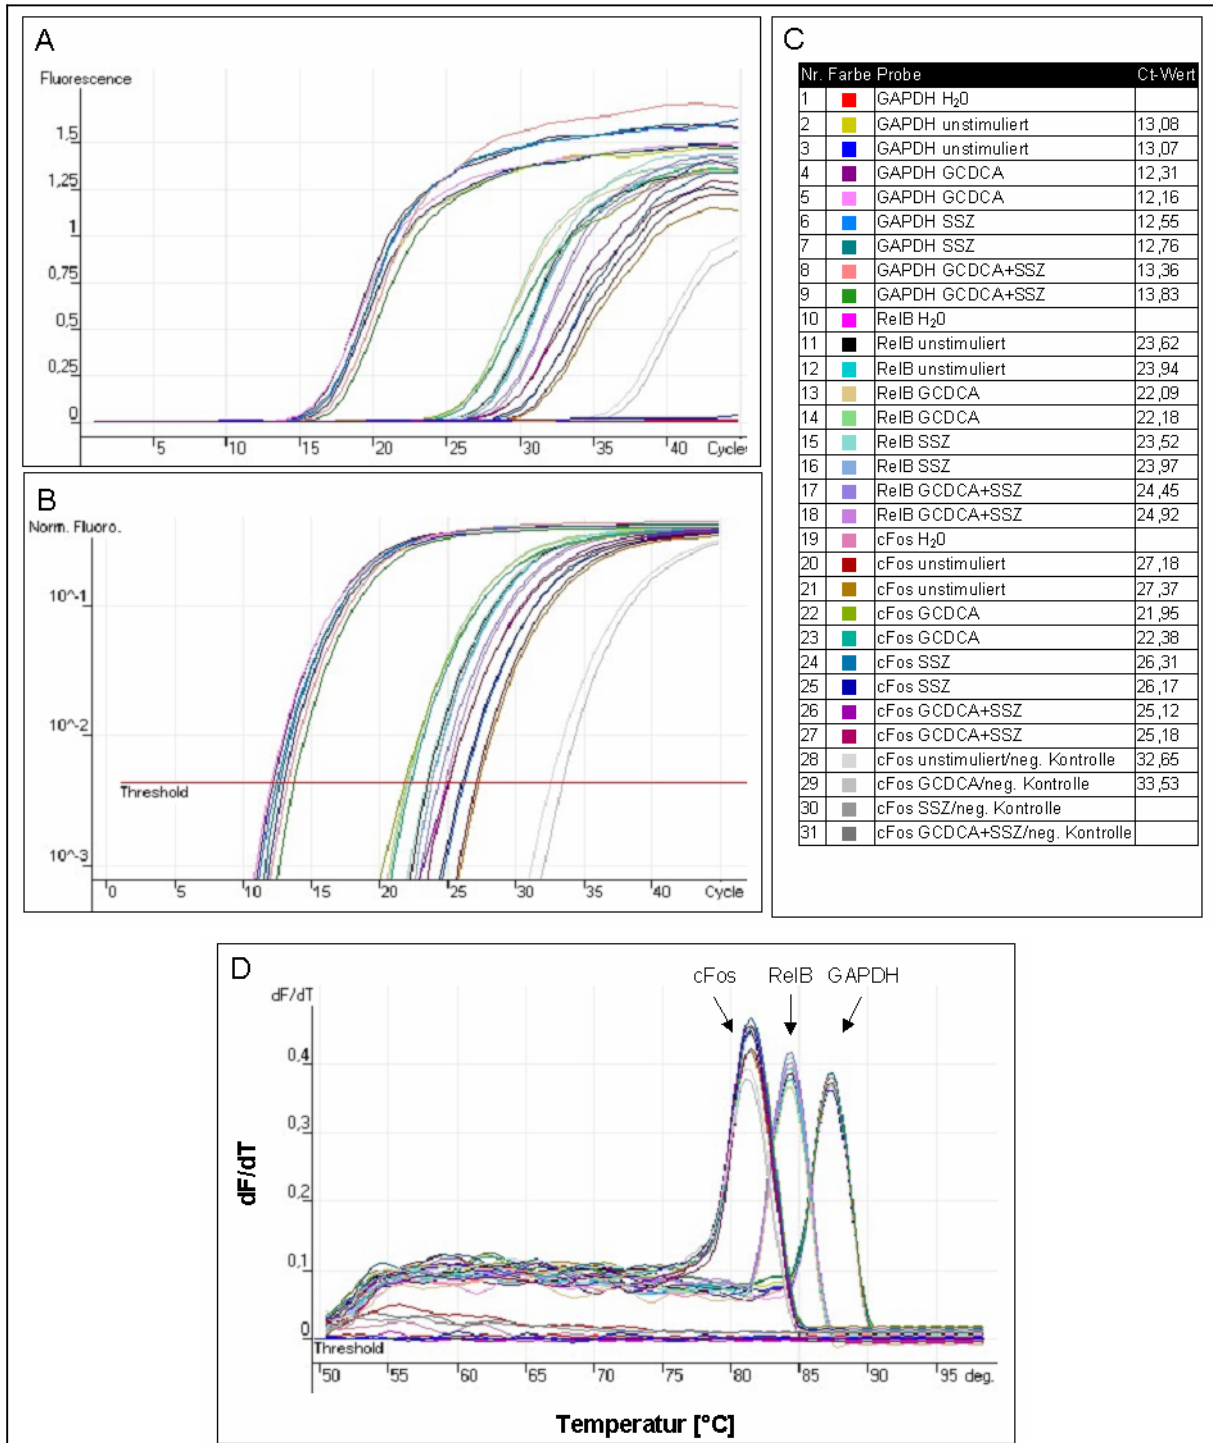 A
Fluorescence
1,5
1,25
1
0,75
0,5
0,25
0
5 10 15 20 25 30 35 40 Cycle
B
Norm. Fluoro.
10^-1
10^-2
Threshold
10^-3
0 5 10 15 20 25 30 35 40 Cycle
C
Nr. Farbe Probe Ct-Wert
1 GAPDH H₂0
2 GAPDH unstimuliert 13,08
3 GAPDH unstimuliert 13,07
4 GAPDH GCDCA 12,31
5 GAPDH GCDCA 12,16
6 GAPDH SSZ 12,55
7 GAPDH SSZ 12,76
8 GAPDH GCDCA+SSZ 13,36
9 GAPDH GCDCA+SSZ 13,83
10 RelB H₂0
11 RelB unstimuliert 23,62
12 RelB unstimuliert 23,94
13 RelB GCDCA 22,09
14 RelB GCDCA 22,18
15 RelB SSZ 23,52
16 RelB SSZ 23,97
17 RelB GCDCA+SSZ 24,45
18 RelB GCDCA+SSZ 24,92
19 cFos H₂0
20 cFos unstimuliert 27,18
21 cFos unstimuliert 27,37
22 cFos GCDCA 21,95
23 cFos GCDCA 22,38
24 cFos SSZ 26,31
25 cFos SSZ 26,17
26 cFos GCDCA+SSZ 25,12
27 cFos GCDCA+SSZ 25,18
28 cFos unstimuliert/neg. Kontrolle 32,65
29 cFos GCDCA/neg. Kontrolle 33,53
30 cFos SSZ/neg. Kontrolle
31 cFos GCDCA+SSZ/neg. Kontrolle
D
cFos RelB GAPDH
dF/dT
0,4
0,3
0,2
0,1
0
dF/dT
Threshold
50 55 60 65 70 75 80 85 90 95 deg.
Temperatur [°C]